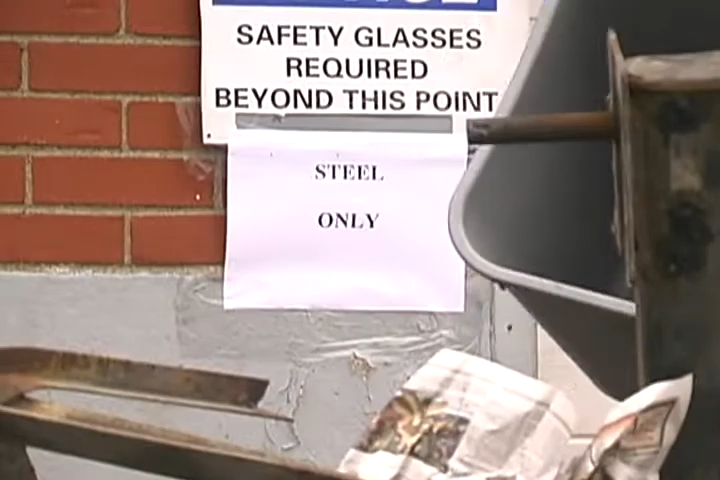 SAFETY GLASSES
REQUIRED
BEYOND THIS POINT
STEEL
ONLY